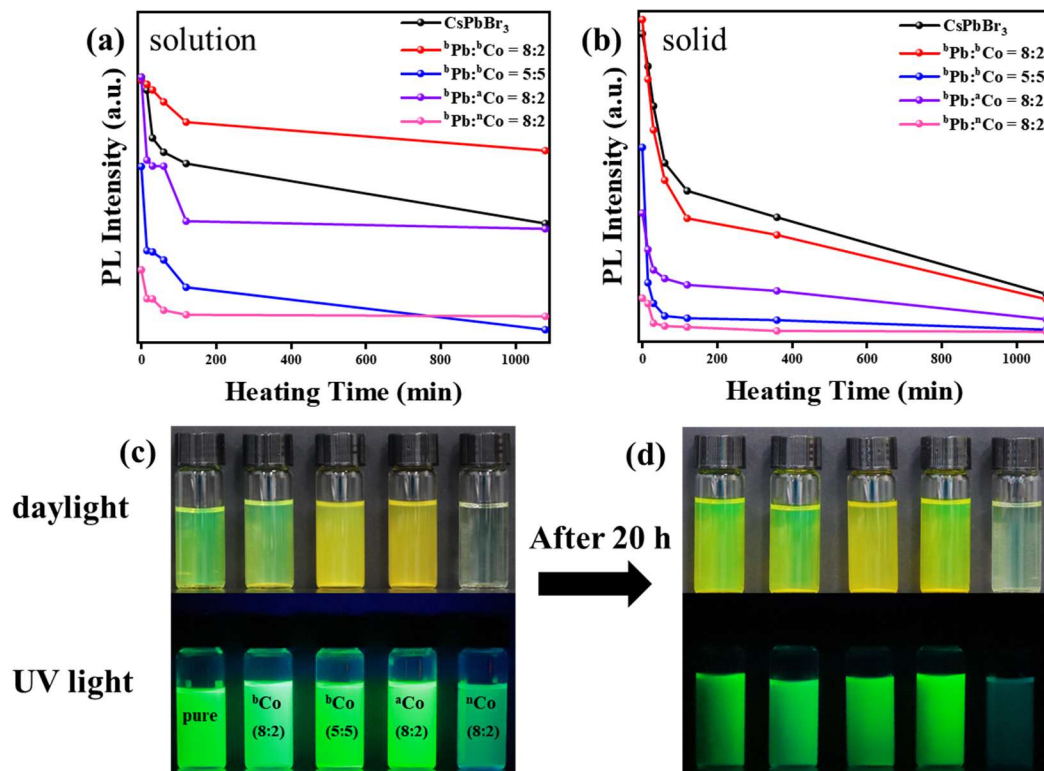 (a) solution
CsPbBr₃
ᵇPb:ᵇCo = 8:2
ᵇPb:ᵇCo = 5:5
ᵇPb:ᵃCo = 8:2
ᵇPb:ⁿCo = 8:2
PL Intensity (a.u.)
0 200 400 600 800 1000
Heating Time (min)
(b) solid
CsPbBr₃
ᵇPb:ᵇCo = 8:2
ᵇPb:ᵇCo = 5:5
ᵇPb:ᵃCo = 8:2
ᵇPb:ⁿCo = 8:2
PL Intensity (a.u.)
0 200 400 600 800 1000
Heating Time (min)
(c)
(d)
daylight
After 20 h
UV light
pure
ᵇCo
(8:2)
ᵇCo
(5:5)
ᵃCo
(8:2)
ⁿCo
(8:2)